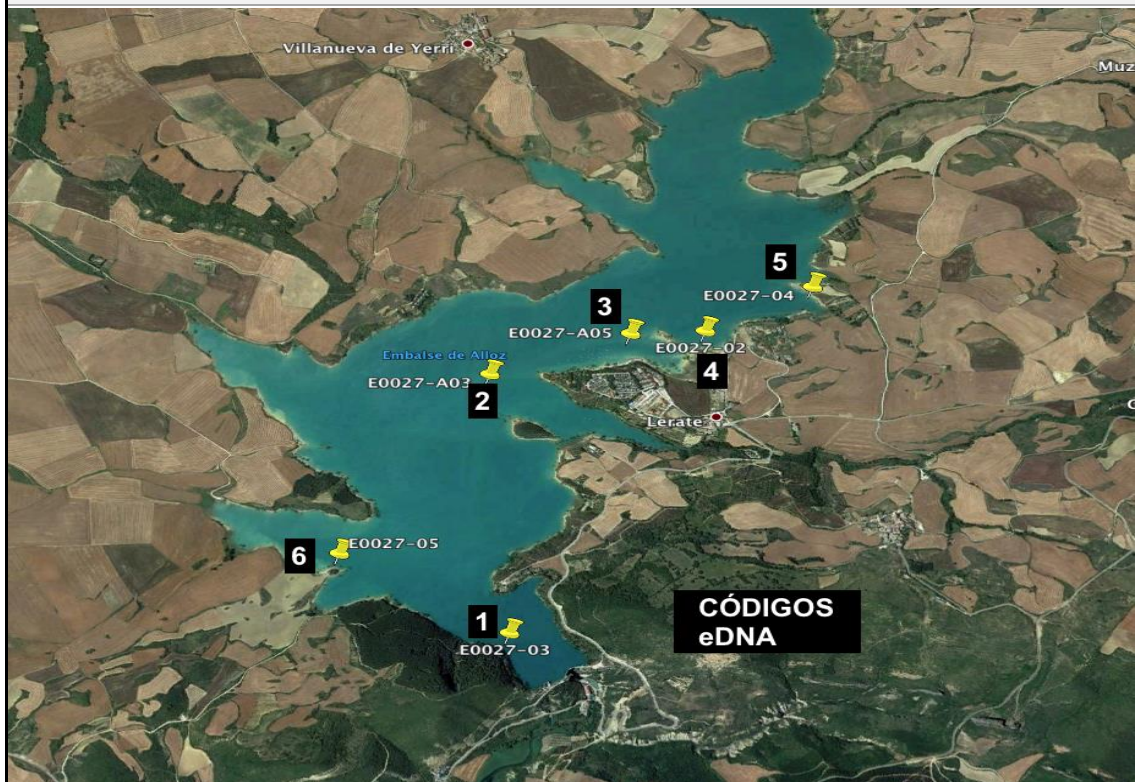 Villanueva de Yerri
Muz
5
E0027-04
3
E0027-A05
E0027-02
Embalse de Alloz
4
E0027-A03
2
Lerate
6
E0027-05
CÓDIGOS
eDNA
1
E0027-03